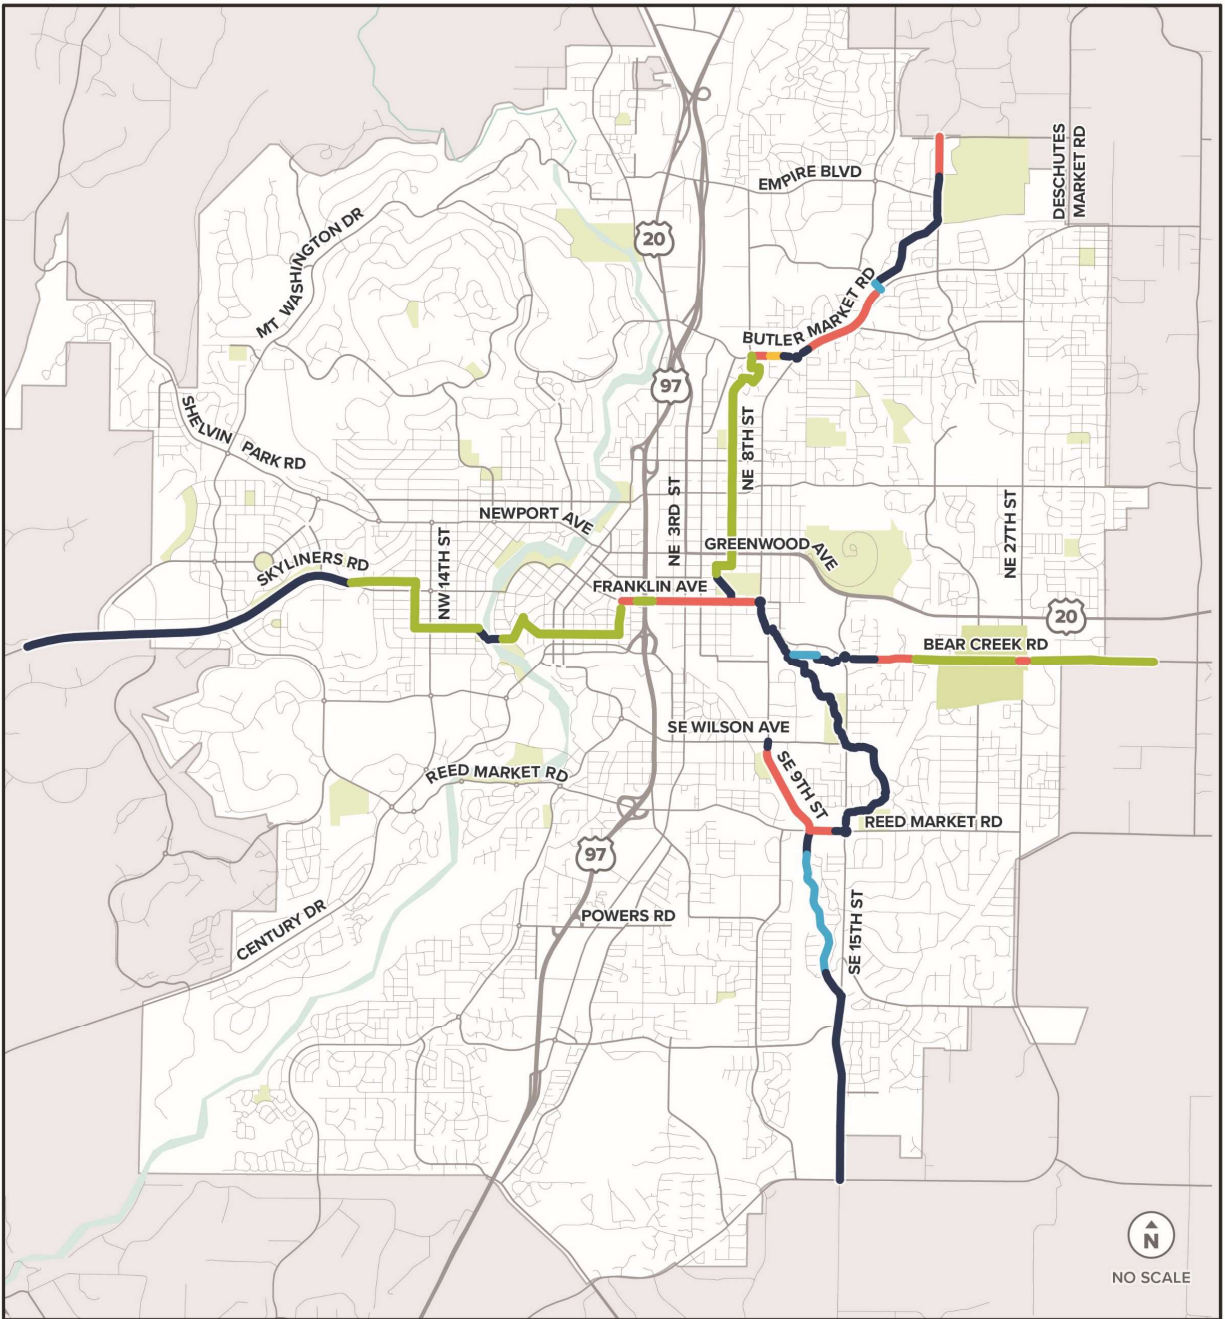 DESCHUTES
MARKET RD
EMPIRE BLVD
MT WASHINGTON DR
20
BUTLER MARKET RD
97
SHELVIN PARK RD
NE 8TH ST
NEWPORT AVE
NE 3RD ST
NE 27TH ST
NW 14TH ST
GREENWOOD AVE
SKYLINERS RD
FRANKLIN AVE
20
BEAR CREEK RD
SE WILSON AVE
SE 9TH ST
REED MARKET RD
REED MARKET RD
97
SE 15TH ST
POWERS RD
CENTURY DR
N
NO SCALE